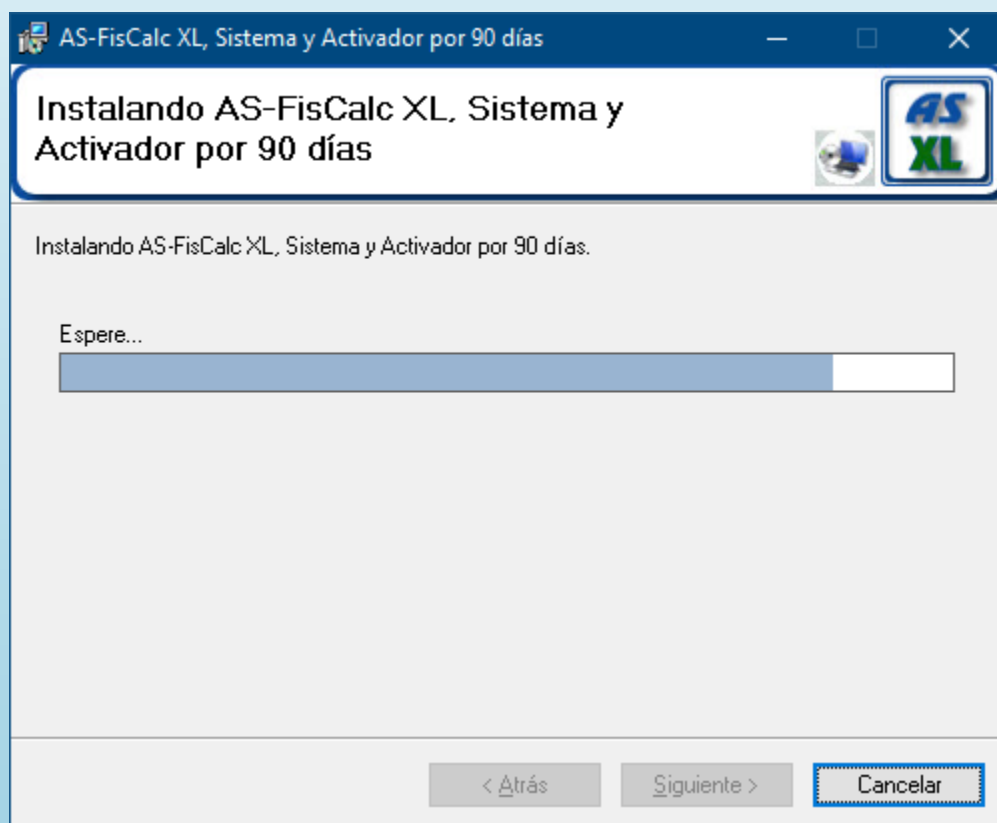 AS-FisCalc XL, Sistema y Activador por 90 días
Instalando AS-FisCalc XL, Sistema y
Activador por 90 días
AS
XL
Instalando AS-FisCalc XL, Sistema y Activador por 90 días.
Espere...
< Atrás
Siguiente >
Cancelar